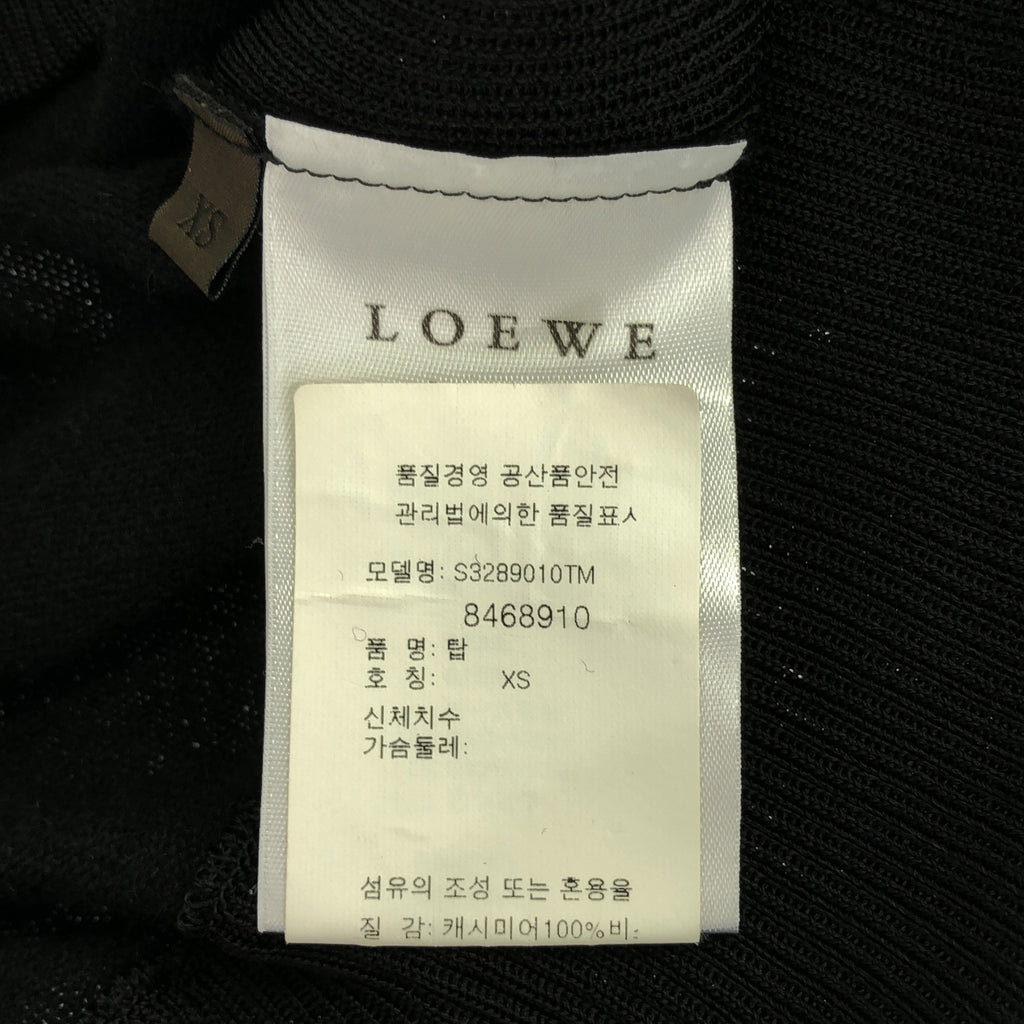 XS
LOEWE
품질경영 공산품안전
관리법에의한 품질표
모델명: S3289010TM
8468910
품 명: 탑
호 칭: XS
신체치수
가슴둘레:
섬유의 조성 또는 혼용율
질 감: 캐시미어100%